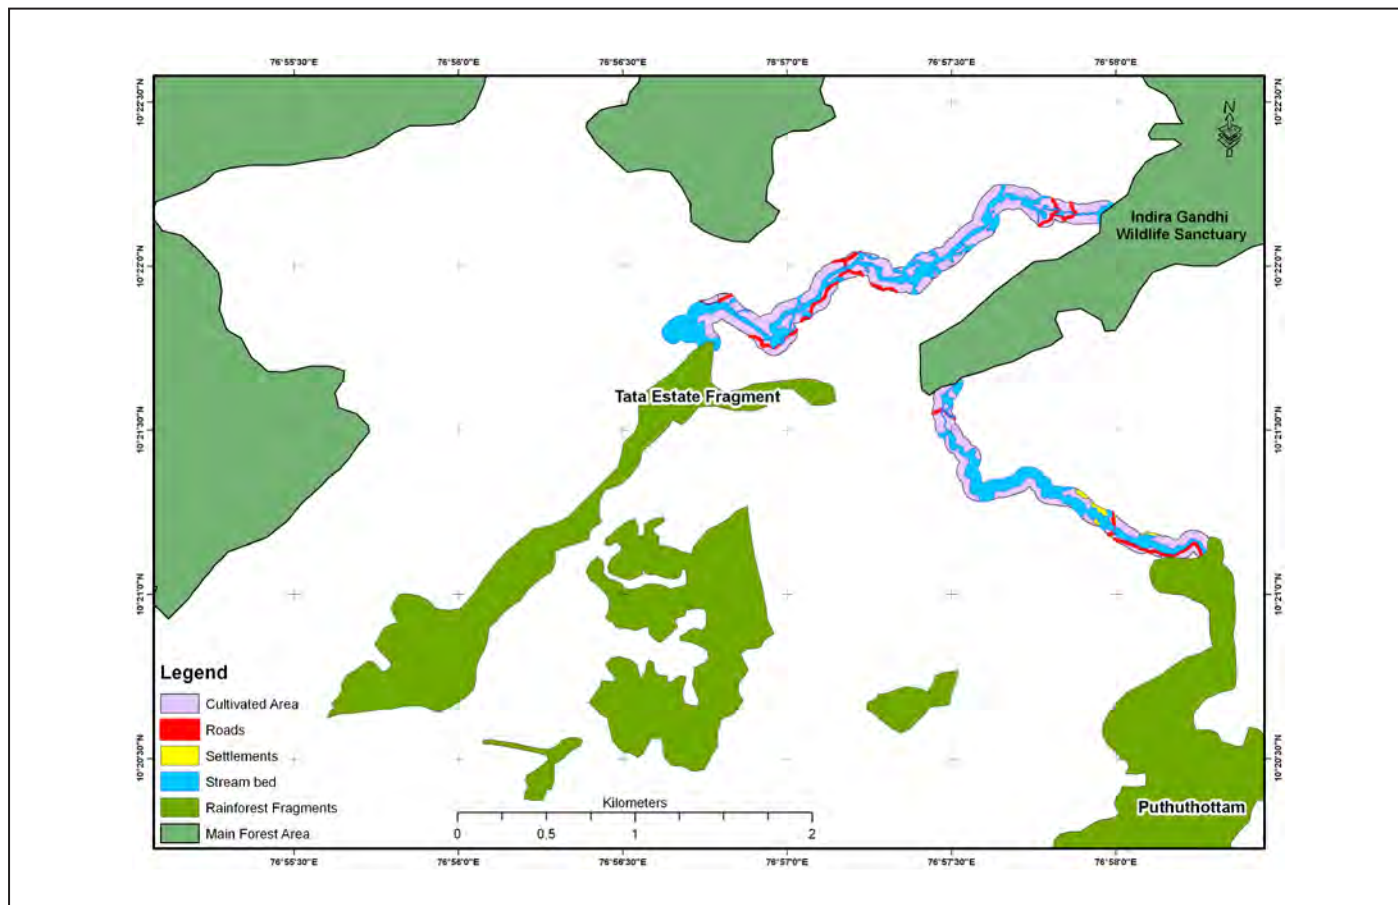 76°55'30"E 76°56'0"E 76°56'30"E 76°57'0"E 76°57'30"E 76°58'0"E
10°22'30"N 10°22'30"N
N
Indira Gandhi
Wildlife Sanctuary
10°22'0"N 10°22'0"N
Tata Estate Fragment
10°21'30"N 10°21'30"N
10°21'0"N 10°21'0"N
Legend
Cultivated Area
Roads
Settlements
Stream bed
Rainforest Fragments
Main Forest Area
10°20'30"N 10°20'30"N
Kilometers
0 0.5 1 2
Puthuthottam
76°55'30"E 76°56'0"E 76°56'30"E 76°57'0"E 76°57'30"E 76°58'0"E